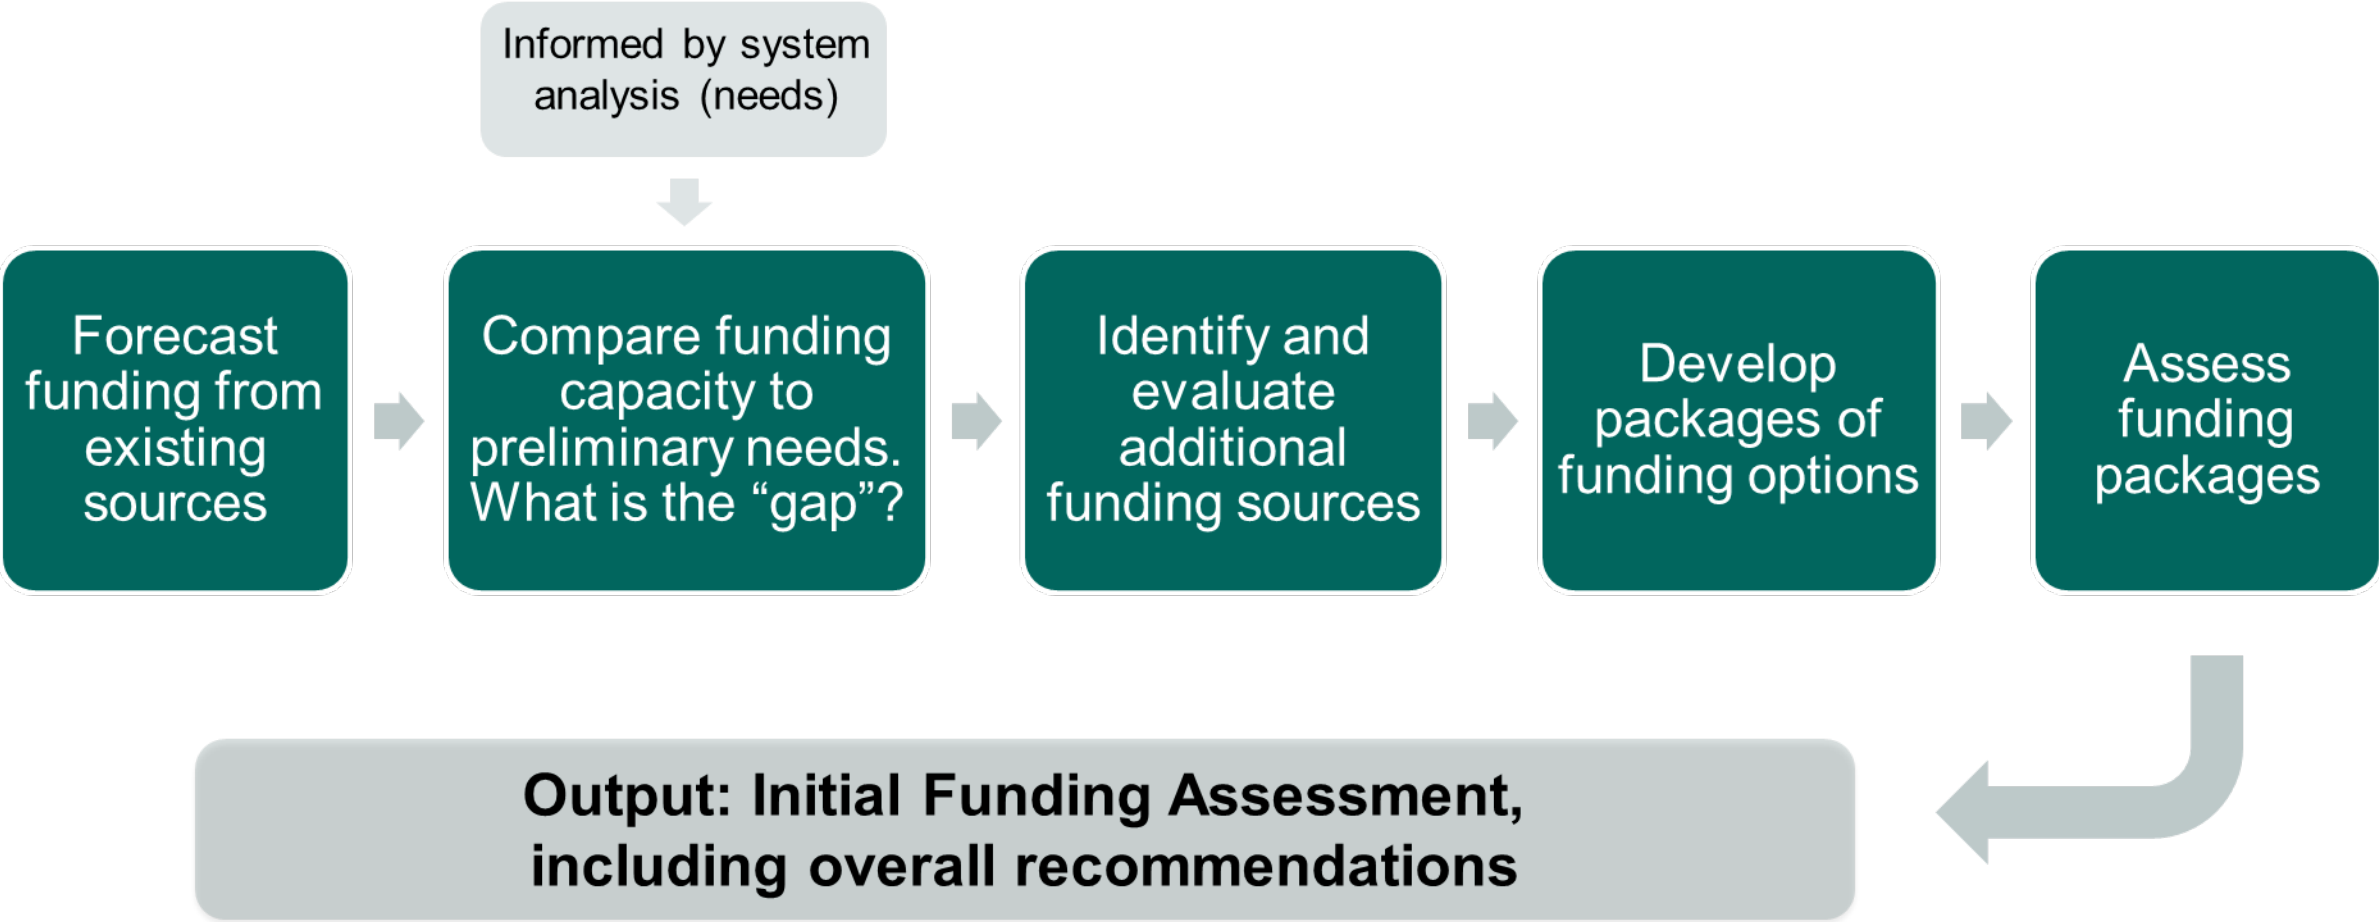 Informed by system
analysis (needs)
Forecast
funding from
existing
sources
Compare funding
capacity to
preliminary needs.
What is the “gap”?
Identify and
evaluate
additional
funding sources
Develop
packages of
funding options
Assess
funding
packages
Output: Initial Funding Assessment,
including overall recommendations